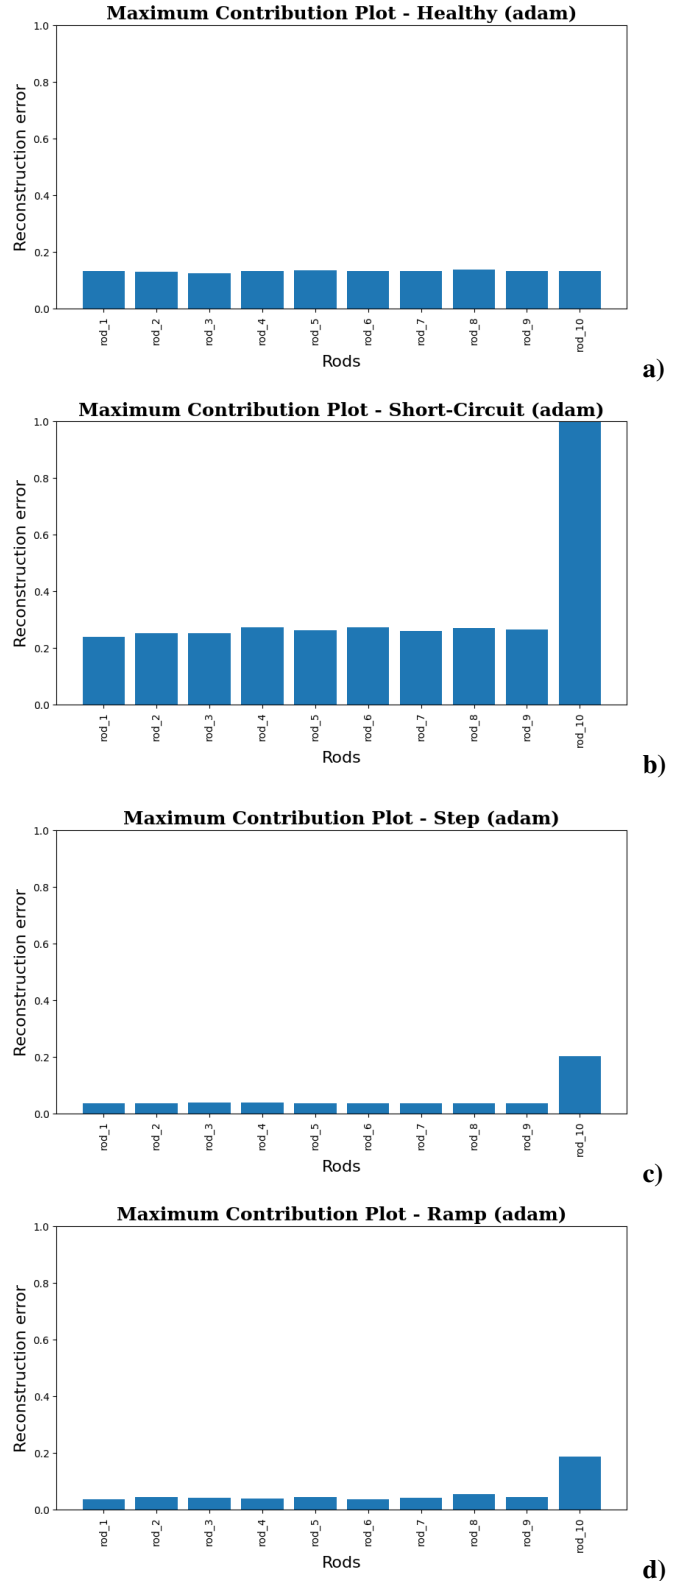 Maximum Contribution Plot - Healthy (adam)
1.0
0.8
0.6
0.4
0.2
0.0
Reconstruction error
rod_1 rod_2 rod_3 rod_4 rod_5 rod_6 rod_7 rod_8 rod_9 rod_10
Rods
a)
Maximum Contribution Plot - Short-Circuit (adam)
1.0
0.8
0.6
0.4
0.2
0.0
Reconstruction error
rod_1 rod_2 rod_3 rod_4 rod_5 rod_6 rod_7 rod_8 rod_9 rod_10
Rods
b)
Maximum Contribution Plot - Step (adam)
1.0
0.8
0.6
0.4
0.2
0.0
Reconstruction error
rod_1 rod_2 rod_3 rod_4 rod_5 rod_6 rod_7 rod_8 rod_9 rod_10
Rods
c)
Maximum Contribution Plot - Ramp (adam)
1.0
0.8
0.6
0.4
0.2
0.0
Reconstruction error
rod_1 rod_2 rod_3 rod_4 rod_5 rod_6 rod_7 rod_8 rod_9 rod_10
Rods
d)